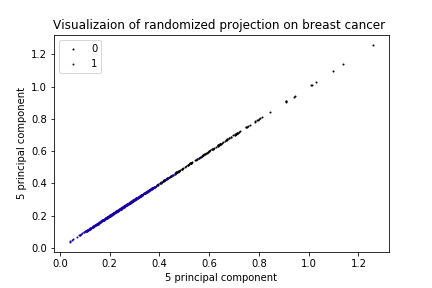 Visualizaion of randomized projection on breast cancer
0
1
1.2
1.0
0.8
0.6
0.4
0.2
0.0
5 principal component
0.0 0.2 0.4 0.6 0.8 1.0 1.2
5 principal component